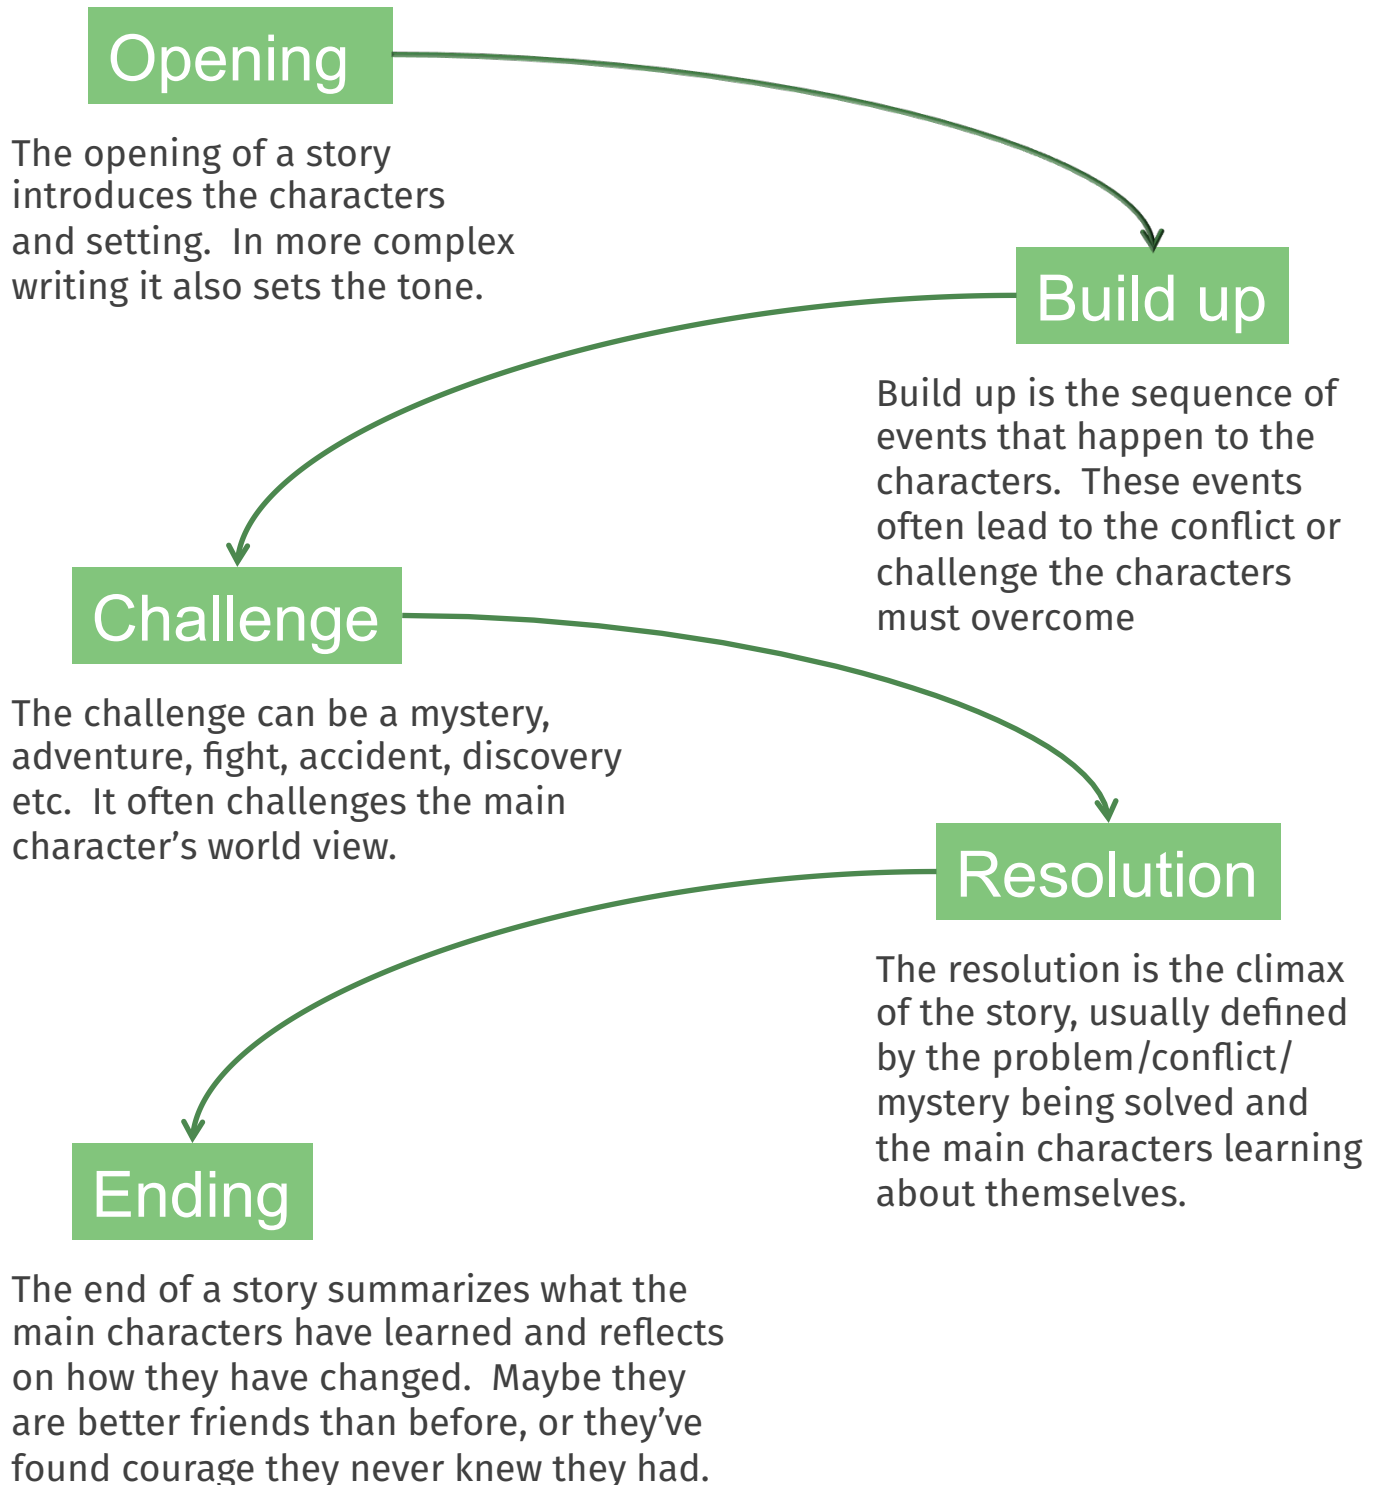 Opening
The opening of a story
introduces the characters
and setting.  In more complex
writing it also sets the tone.
Build up
Build up is the sequence of
events that happen to the
characters.  These events
often lead to the conflict or
challenge the characters
must overcome
Challenge
The challenge can be a mystery,
adventure, fight, accident, discovery
etc.  It often challenges the main
character’s world view.
Resolution
The resolution is the climax
of the story, usually defined
by the problem/conflict/
mystery being solved and
the main characters learning
about themselves.
Ending
The end of a story summarizes what the
main characters have learned and reflects
on how they have changed.  Maybe they
are better friends than before, or they’ve
found courage they never knew they had.